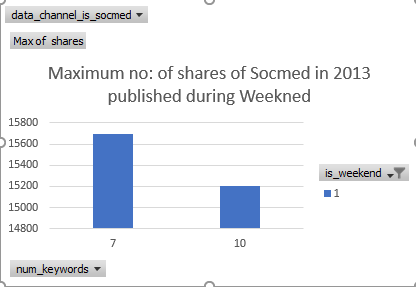 data_channel_is_socmed
Max of shares
Maximum no: of shares of Socmed in 2013
published during Weekned
15800
15600
15400
15200
15000
14800
7
10
is_weekend
1
num_keywords